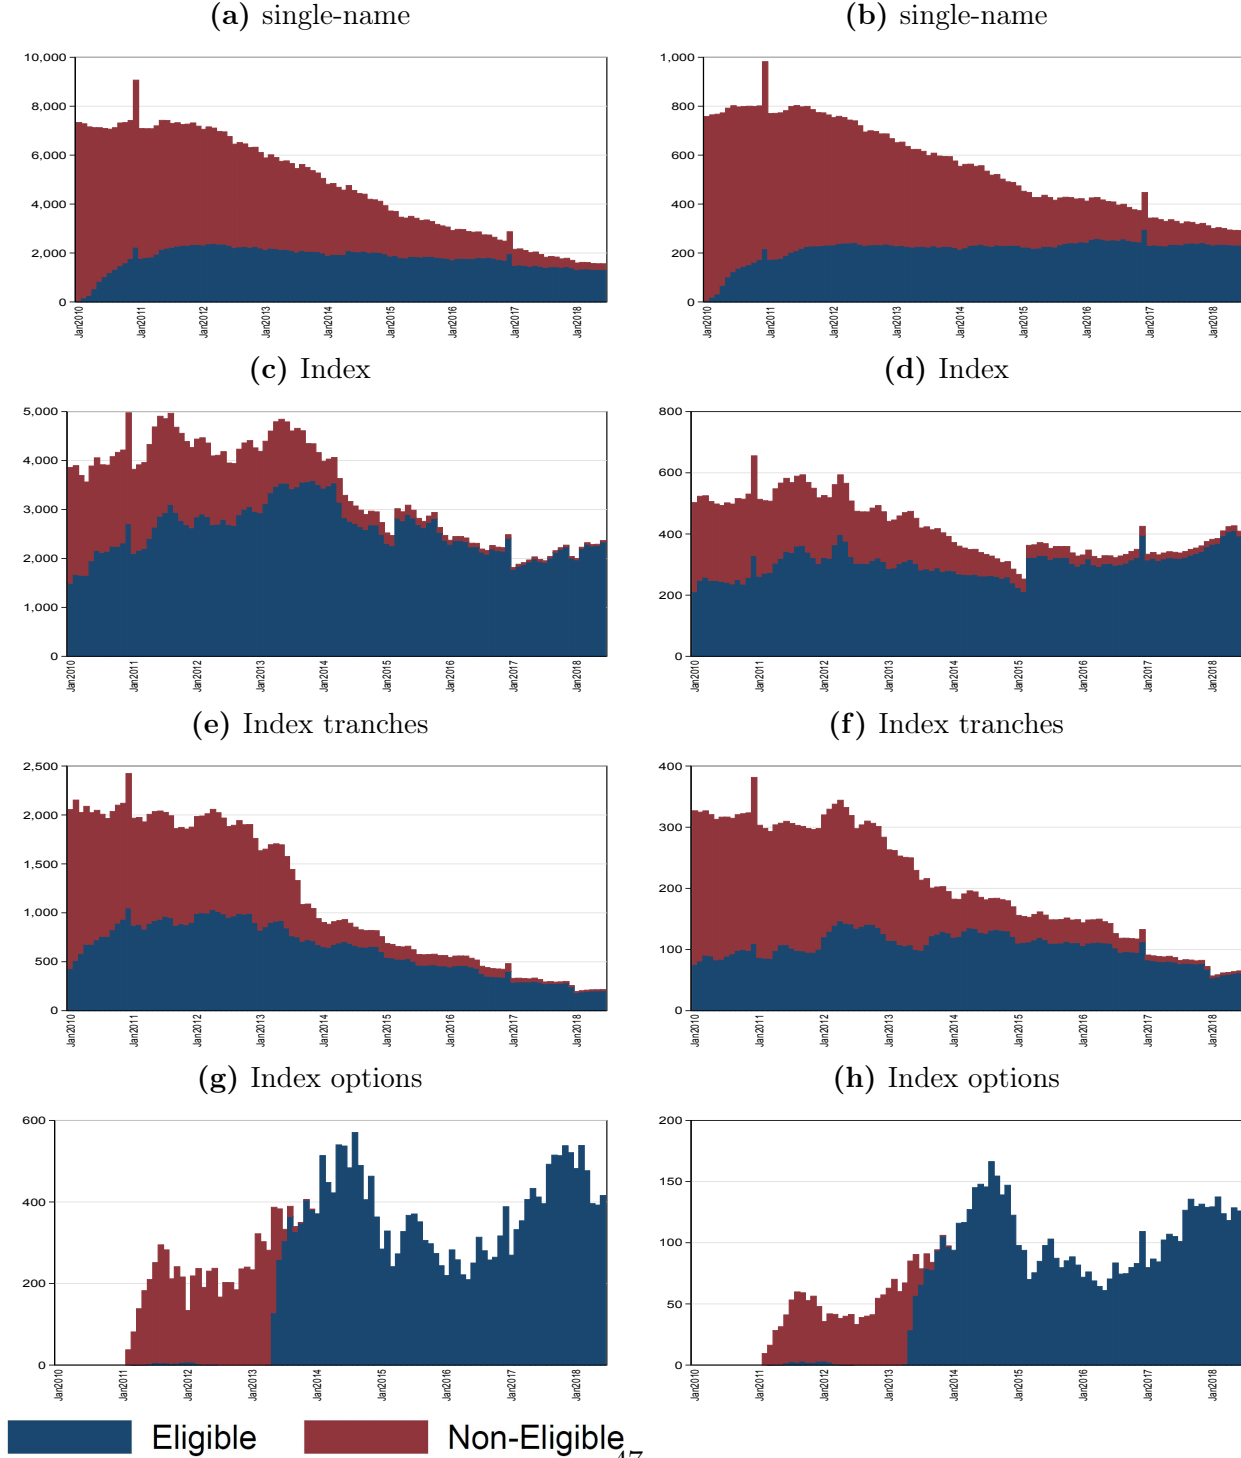 (a) single-name
10,000
8,000
6,000
4,000
2,000
0
Jan2010
Jan2011
Jan2012
Jan2013
Jan2014
Jan2015
Jan2016
Jan2017
Jan2018
(b) single-name
1,000
800
600
400
200
0
Jan2010
Jan2011
Jan2012
Jan2013
Jan2014
Jan2015
Jan2016
Jan2017
Jan2018
(c) Index
5,000
4,000
3,000
2,000
1,000
0
Jan2010
Jan2011
Jan2012
Jan2013
Jan2014
Jan2015
Jan2016
Jan2017
Jan2018
(d) Index
800
600
400
200
0
Jan2010
Jan2011
Jan2012
Jan2013
Jan2014
Jan2015
Jan2016
Jan2017
Jan2018
(e) Index tranches
2,500
2,000
1,500
1,000
500
0
Jan2010
Jan2011
Jan2012
Jan2013
Jan2014
Jan2015
Jan2016
Jan2017
Jan2018
(f) Index tranches
400
300
200
100
0
Jan2010
Jan2011
Jan2012
Jan2013
Jan2014
Jan2015
Jan2016
Jan2017
Jan2018
(g) Index options
600
400
200
0
Jan2010
Jan2011
Jan2012
Jan2013
Jan2014
Jan2015
Jan2016
Jan2017
Jan2018
(h) Index options
200
150
100
50
0
Jan2010
Jan2011
Jan2012
Jan2013
Jan2014
Jan2015
Jan2016
Jan2017
Jan2018
Eligible
Non-Eligible